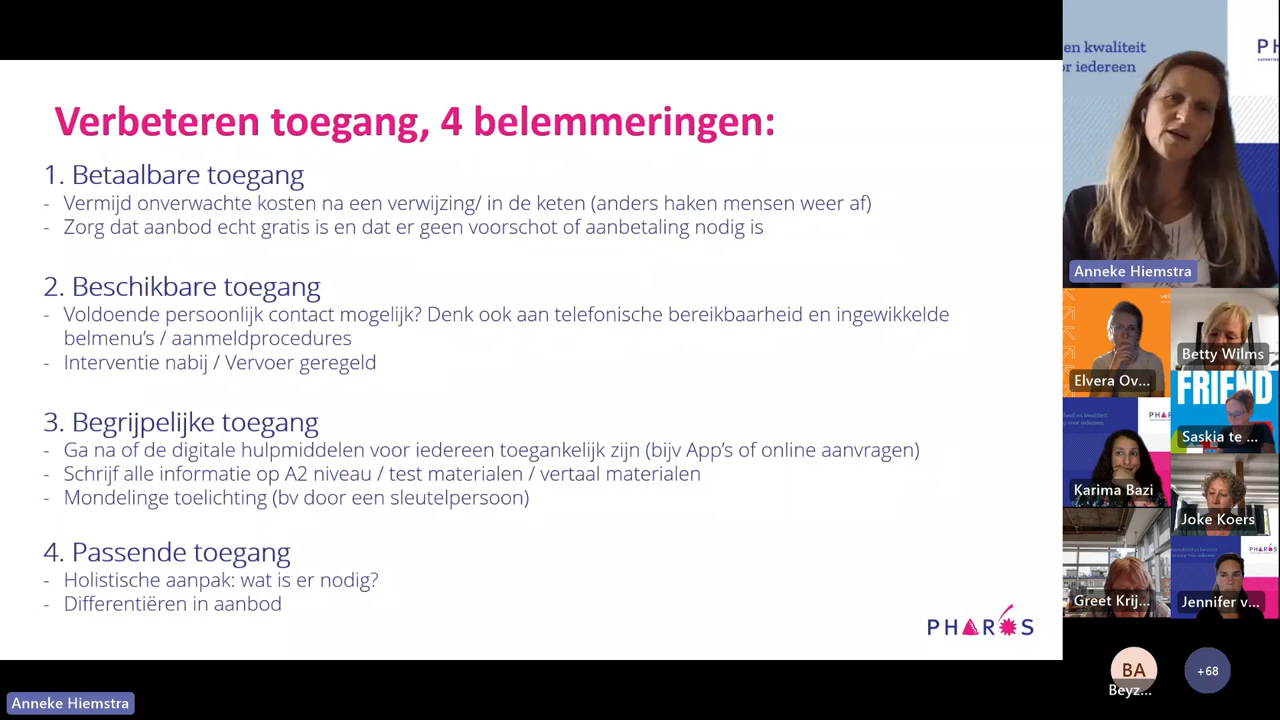 Verbeteren toegang, 4 belemmeringen:
1. Betaalbare toegang
- Vermijd onverwachte kosten na een verwijzing/ in de keten (anders haken mensen weer af)
- Zorg dat aanbod echt gratis is en dat er geen voorschot of aanbetaling nodig is
2. Beschikbare toegang
- Voldoende persoonlijk contact mogelijk? Denk ook aan telefonische bereikbaarheid en ingewikkelde
belmenu’s / aanmeldprocedures
- Interventie nabij / Vervoer geregeld
3. Begrijpelijke toegang
- Ga na of de digitale hulpmiddelen voor iedereen toegankelijk zijn (bijv App’s of online aanvragen)
- Schrijf alle informatie op A2 niveau / test materialen / vertaal materialen
- Mondelinge toelichting (bv door een sleutelpersoon)
4. Passende toegang
- Holistische aanpak: wat is er nodig?
- Differentiëren in aanbod
PHAROS
Anneke Hiemstra
en kwaliteit
or iedereen
PH
Anneke Hiemstra
Elvera Ov...
Betty Wilms
FRIEND
Saskia te ...
Karima Bazi
Joke Koers
Greet Krij...
PHAROS
Jennifer v...
BA
Beyz...
+68